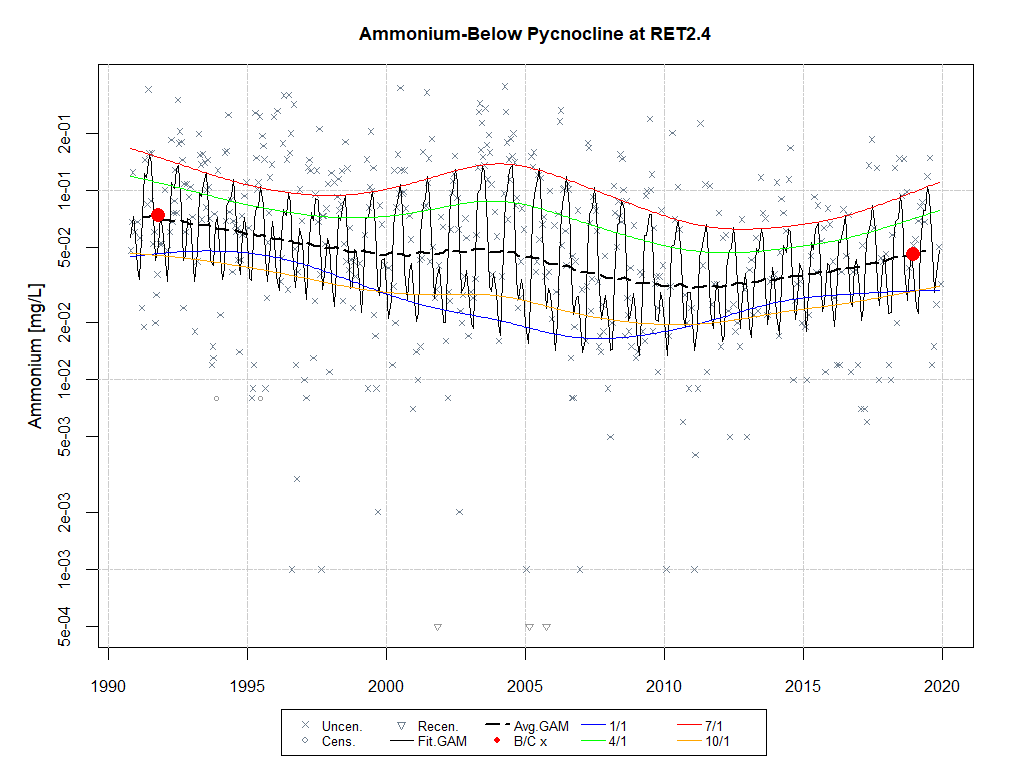 Ammonium-Below Pycnocline at RET2.4
Ammonium [mg/L]
2e-01
1e-01
5e-02
2e-02
1e-02
5e-03
2e-03
1e-03
5e-04
1990 1995 2000 2005 2010 2015 2020
Uncen. Recen. Avg.GAM 1/1 7/1
Cens. Fit.GAM B/C x 4/1 10/1